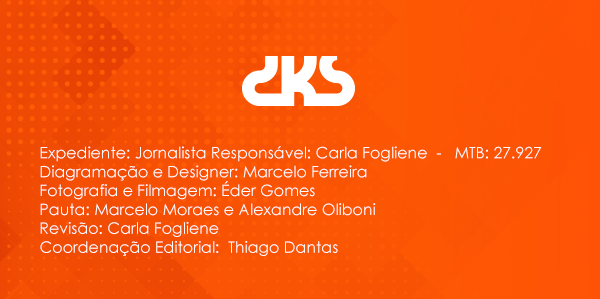 CKS
Expediente: Jornalista Responsável: Carla Fogliene - MTB: 27.927
Diagramação e Designer: Marcelo Ferreira
Fotografia e Filmagem: Éder Gomes
Pauta: Marcelo Moraes e Alexandre Oliboni
Revisão: Carla Fogliene
Coordenação Editorial: Thiago Dantas